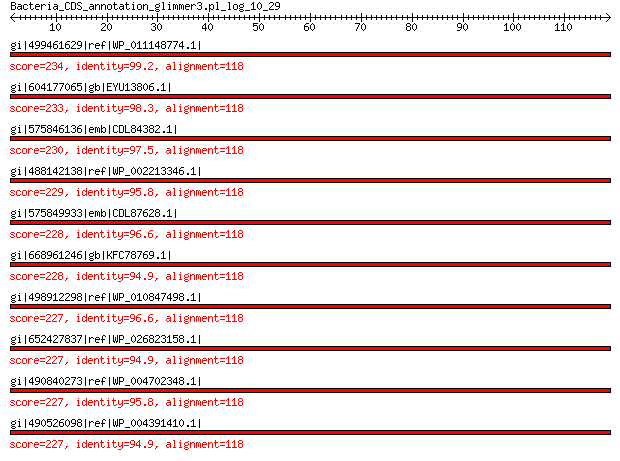 Bacteria_CDS_annotation_glimmer3.pl_log_10_29
10 20 30 40 50 60 70 80 90 100 110
gi|499461629|ref|WP_011148774.1|
score=234, identity=99.2, alignment=118
gi|604177065|gb|EYU13806.1|
score=233, identity=98.3, alignment=118
gi|575846136|emb|CDL84382.1|
score=230, identity=97.5, alignment=118
gi|488142138|ref|WP_002213346.1|
score=229, identity=95.8, alignment=118
gi|575849933|emb|CDL87628.1|
score=228, identity=96.6, alignment=118
gi|668961246|gb|KFC78769.1|
score=228, identity=94.9, alignment=118
gi|498912298|ref|WP_010847498.1|
score=227, identity=96.6, alignment=118
gi|652427837|ref|WP_026823158.1|
score=227, identity=94.9, alignment=118
gi|490840273|ref|WP_004702348.1|
score=227, identity=95.8, alignment=118
gi|490526098|ref|WP_004391410.1|
score=227, identity=94.9, alignment=118